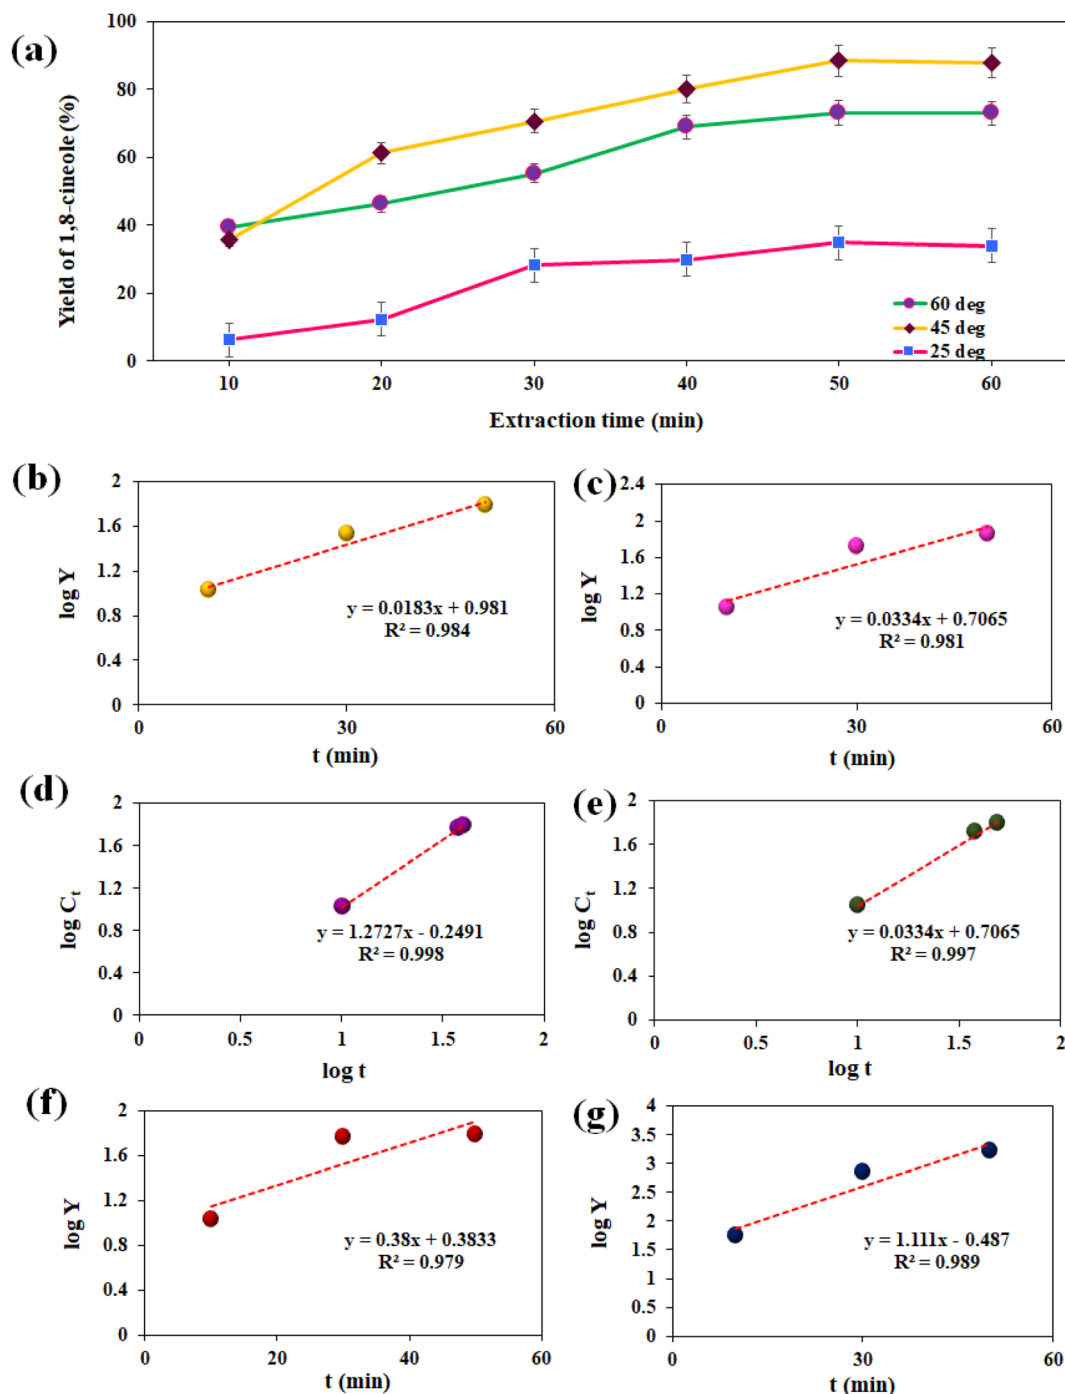 (a)
100
80
60
40
20
0
Yield of 1,8-cineole (%)
60 deg
45 deg
25 deg
10 20 30 40 50 60
Extraction time (min)
(b)
2
1.6
1.2
0.8
0.4
0
log Y
y = 0.0183x + 0.981
R² = 0.984
0 30 60
t (min)
(c)
2.4
2
1.6
1.2
0.8
0.4
0
log Y
y = 0.0334x + 0.7065
R² = 0.981
0 30 60
t (min)
(d)
2
1.6
1.2
0.8
0.4
0
log Cₜ
y = 1.2727x - 0.2491
R² = 0.998
0 0.5 1 1.5 2
log t
(e)
2
1.6
1.2
0.8
0.4
0
log Cₜ
y = 0.0334x + 0.7065
R² = 0.997
0 0.5 1 1.5 2
log t
(f)
2
1.6
1.2
0.8
0.4
0
log Y
y = 0.38x + 0.3833
R² = 0.979
0 20 40 60
t (min)
(g)
4
3.5
3
2.5
2
1.5
1
0.5
0
log Y
y = 1.111x - 0.487
R² = 0.989
0 30 60
t (min)